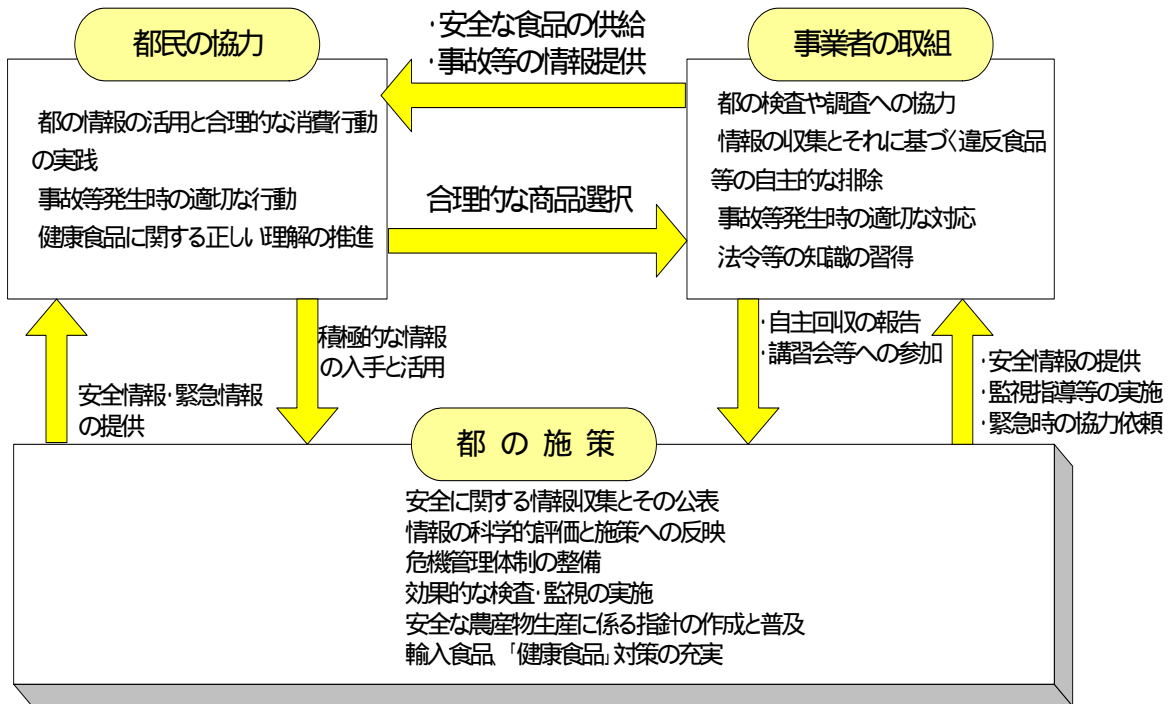 都民の協力
都の情報の活用と合理的な消費行動
の実践
事故等発生時の適切な行動
健康食品に関する正しい理解の推進
・安全な食品の供給
・事故等の情報提供
合理的な商品選択
事業者の取組
都の検査や調査への協力
情報の収集とそれに基づく違反食品
等の自主的な排除
事故等発生時の適切な対応
法令等の知識の習得
安全情報・緊急情報
の提供
積極的な情報
の入手と活用
・自主回収の報告
・講習会等への参加
・安全情報の提供
・監視指導等の実施
・緊急時の協力依頼
都の施策
安全に関する情報収集とその公表
情報の科学的評価と施策への反映
危機管理体制の整備
効果的な検査・監視の実施
安全な農産物生産に係る指針の作成と普及
輸入食品、「健康食品」対策の充実